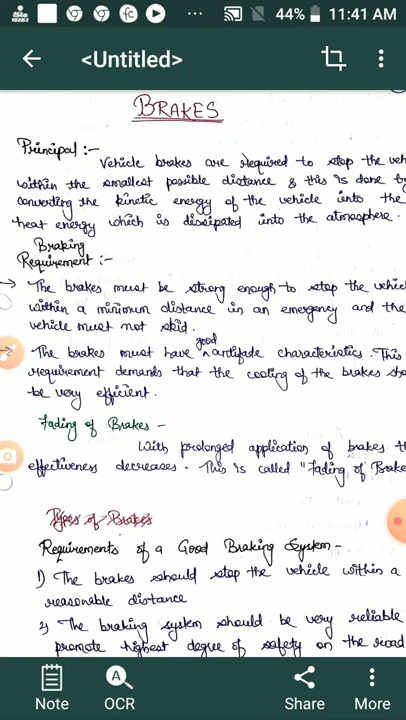 44% 11:41 AM
<Untitled>
BRAKES
Principal :-
Vehicle brakes are required to stop the veh
within the smallest possible distance & this is done by
converting the kinetic energy of the vehicle into the
heat energy which is dissipated into the atmosphere.
Braking
Requirement :-
→ The brakes must be strong enough to stop the vehicl
within a minimum distance in an emergency and the
vehicle must not skid.
good
→ The brakes must have ^ antifade characteristics. This
requirement demands that the cooling of the brakes sho
be very efficient.
Fading of Brakes -
With prolonged application of brakes t
effectiveness decreases. This is called "Fading of Brake
Types of Brakes
Requirements of a Good Braking System -
1) The brakes should stop the vehicle within a
reasonable distance
2) The braking system should be very reliable
promote highest degree of safety on the road
Note OCR Share More